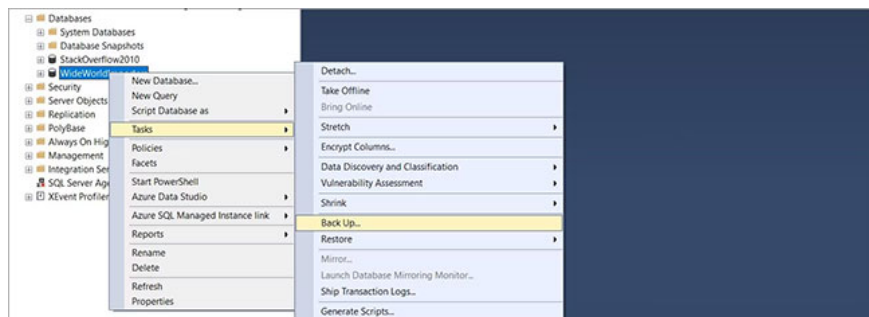 Databases
System Databases
Database Snapshots
StackOverflow2010
Security
Server Objects
Replication
PolyBase
Always On Hig
Management
Integration Ser
SQL Server Age
XEvent Profiler
New Database...
New Query
Script Database as
Tasks
Policies
Facets
Start PowerShell
Azure Data Studio
Azure SQL Managed Instance link
Reports
Rename
Delete
Refresh
Properties
Detach...
Take Offline
Bring Online
Stretch
Encrypt Columns...
Data Discovery and Classification
Vulnerability Assessment
Shrink
Back Up...
Restore
Mirror...
Launch Database Mirroring Monitor...
Ship Transaction Logs...
Generate Scripts...